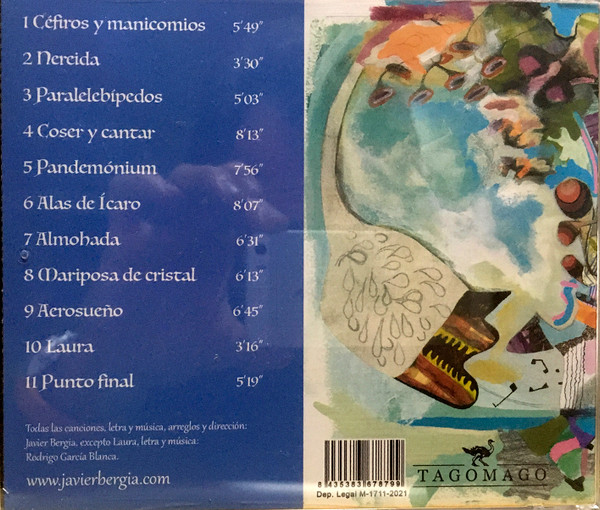 1 Céfiros y manicomios 5'49"
2 Nereida 3'30"
3 Paralelebípedos 5'03"
4 Coser y cantar 8'13"
5 Pandemónium 7'56"
6 Alas de Ícaro 8'07"
7 Almohada 6'31"
8 Mariposa de cristal 6'13"
9 Aerosueño 6'45"
10 Laura 3'16"
11 Punto final 5'19"
Todas las canciones, letra y música, arreglos y dirección:
Javier Bergia, excepto Laura, letra y música:
Rodrigo García Blanca.
www.javierbergia.com
8 435383 678799
Dep. Legal M-1711-2021
TAGOMAGO